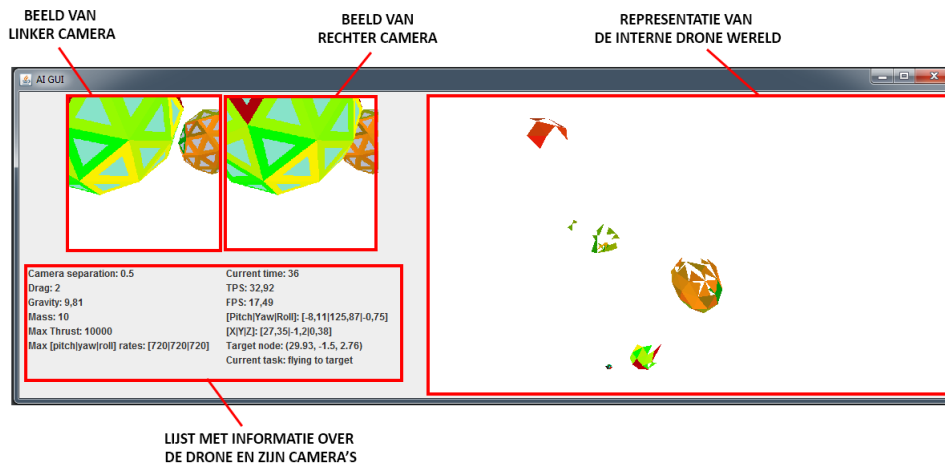 BEELD VAN
LINKER CAMERA
BEELD VAN
RECHTER CAMERA
REPRESENTATIE VAN
DE INTERNE DRONE WERELD
AI GUI
Camera separation: 0.5
Drag: 2
Gravity: 9,81
Mass: 10
Max Thrust: 10000
Max [pitch|yaw|roll] rates: [720|720|720]
Current time: 36
TPS: 32,92
FPS: 17,49
[Pitch|Yaw|Roll]: [-8,11|125,87|-0,75]
[X|Y|Z]: [27,35|-1,2|0,38]
Target node: (29.93, -1.5, 2.76)
Current task: flying to target
LIJST MET INFORMATIE OVER
DE DRONE EN ZIJN CAMERA'S